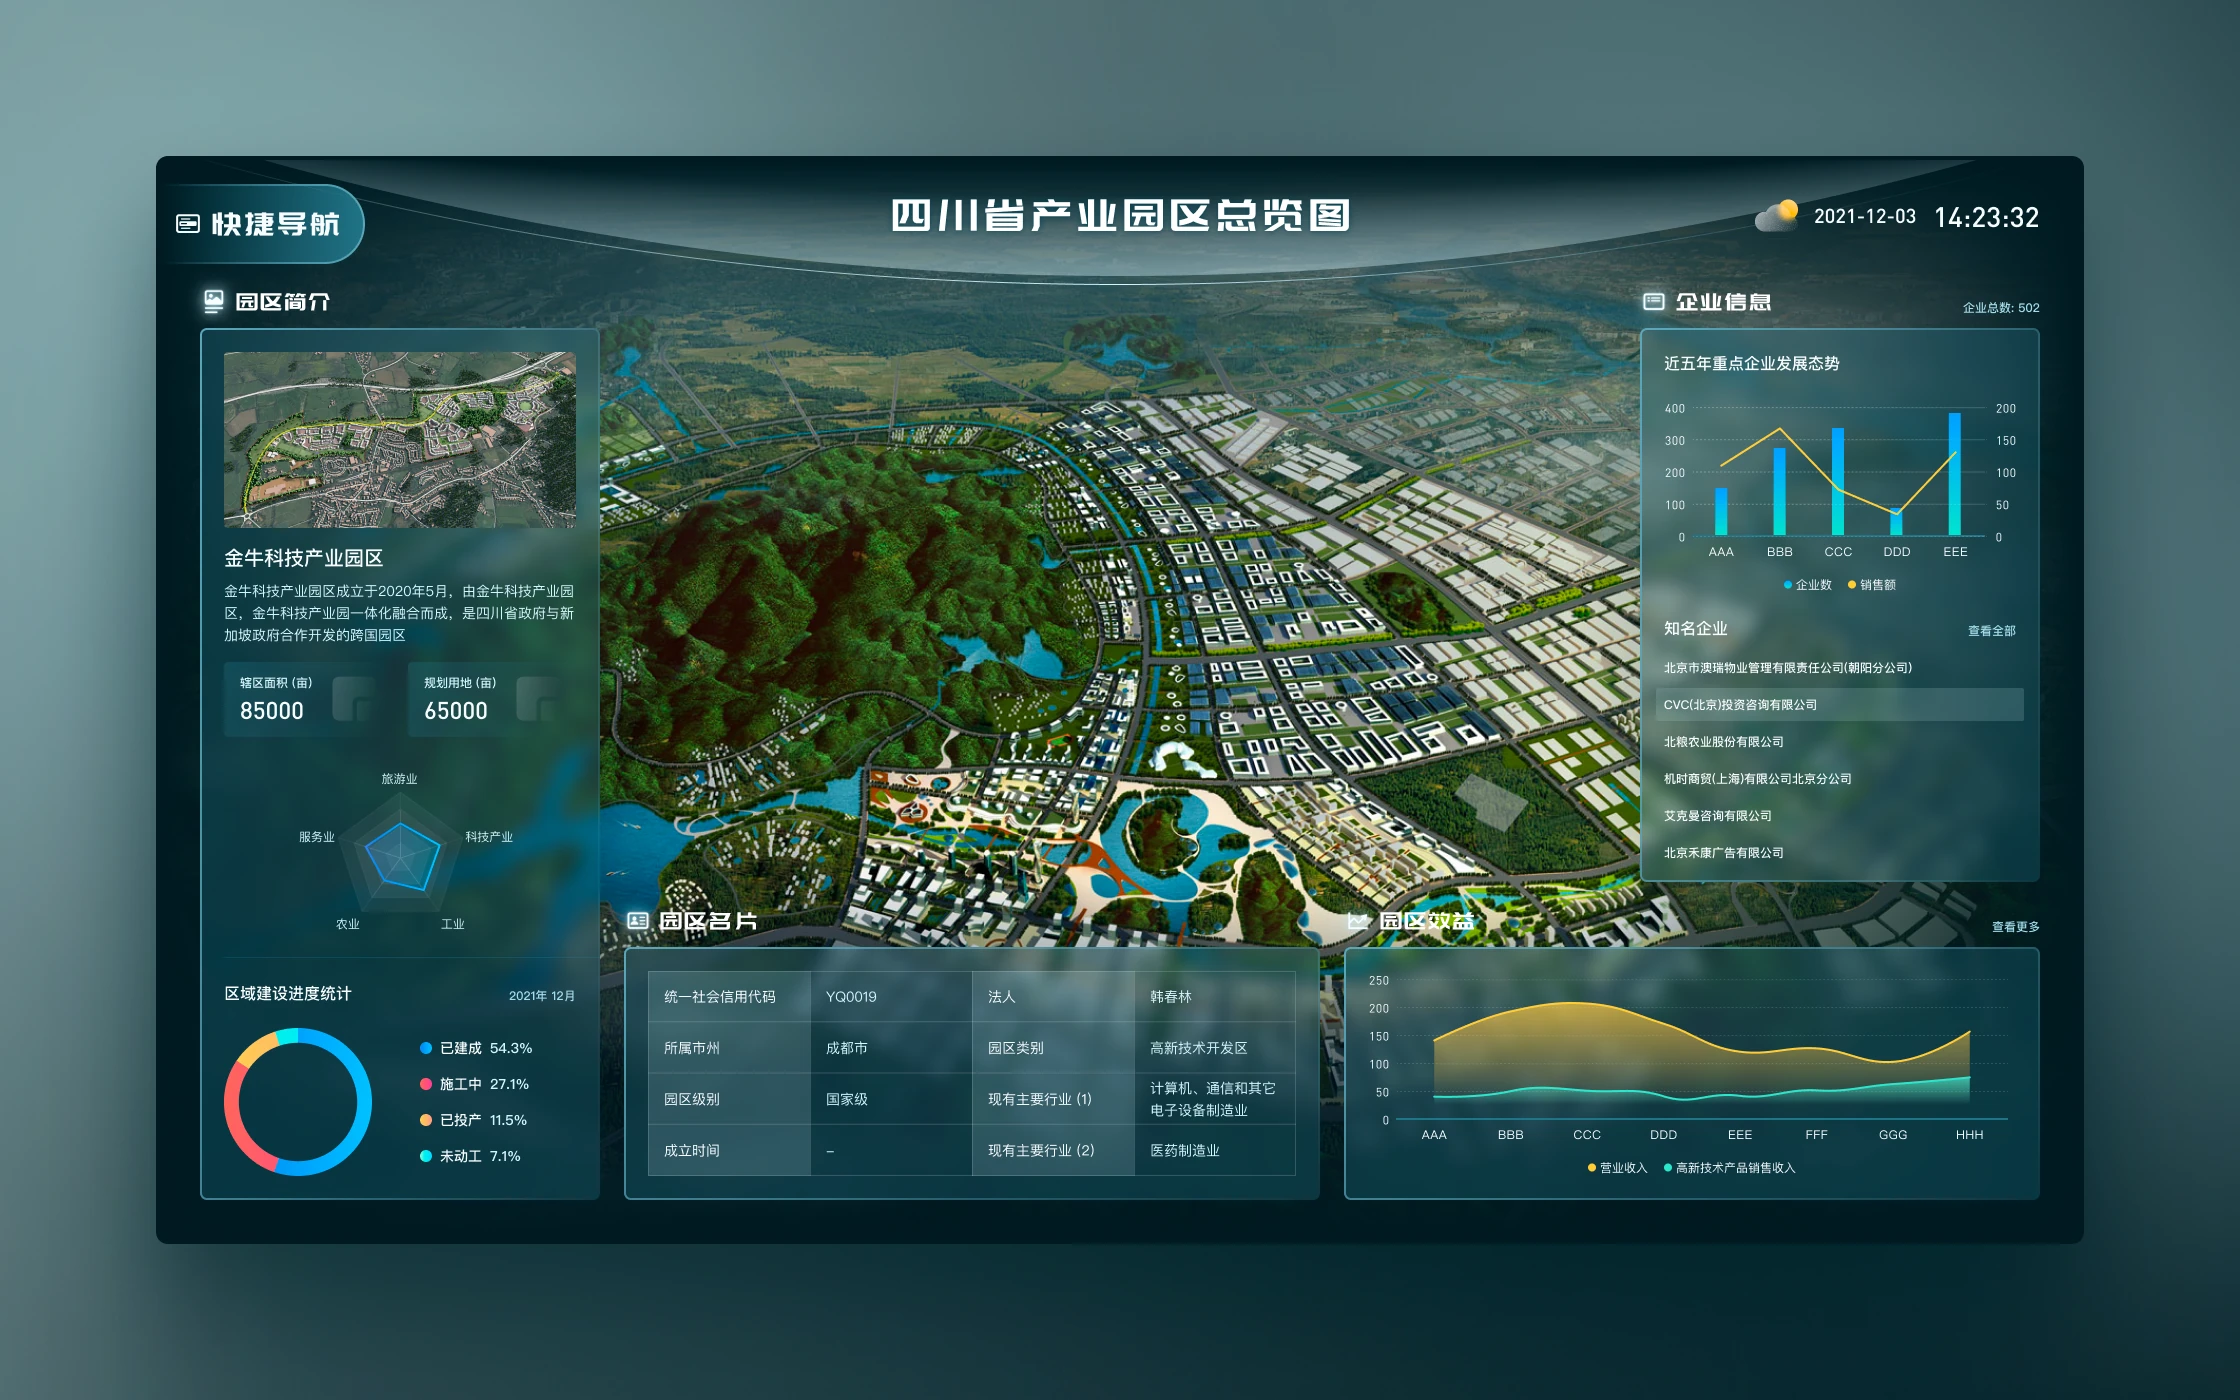 快捷导航
四川省产业园区总览图
2021-12-03 14:23:32
园区简介
金牛科技产业园区
金牛科技产业园区成立于2020年5月，由金牛科技产业园
区，金牛科技产业园一体化融合而成，是四川省政府与新
加坡政府合作开发的跨国园区
辖区面积 (亩)
85000
规划用地 (亩)
65000
旅游业
服务业
科技产业
农业
工业
区域建设进度统计
2021年 12月
已建成 54.3%
施工中 27.1%
已投产 11.5%
未动工 7.1%
园区名片
统一社会信用代码 YQ0019 法人 韩春林
所属市州 成都市 园区类别 高新技术开发区
园区级别 国家级 现有主要行业 (1) 计算机、通信和其它
电子设备制造业
成立时间 – 现有主要行业 (2) 医药制造业
企业信息
企业总数: 502
近五年重点企业发展态势
400 200
300 150
200 100
100 50
0 0
AAA BBB CCC DDD EEE
企业数 销售额
知名企业
查看全部
北京市澳瑞物业管理有限责任公司(朝阳分公司)
CVC(北京)投资咨询有限公司
北粮农业股份有限公司
机时商贸(上海)有限公司北京分公司
艾克曼咨询有限公司
北京禾康广告有限公司
园区效益
查看更多
250
200
150
100
50
0
AAA BBB CCC DDD EEE FFF GGG HHH
营业收入 高新技术产品销售收入